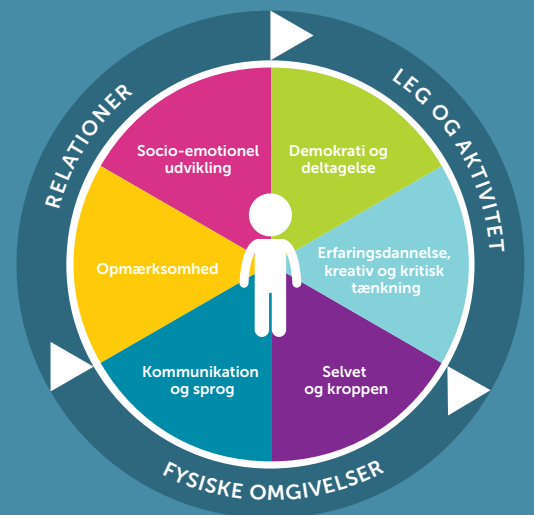 RELATIONER
LEG OG AKTIVITET
Socio-emotionel
udvikling
Demokrati og
deltagelse
Opmærksomhed
Erfaringsdannelse,
kreativ og kritisk
tænkning
Kommunikation
og sprog
Selvet
og kroppen
FYSISKE OMGIVELSER